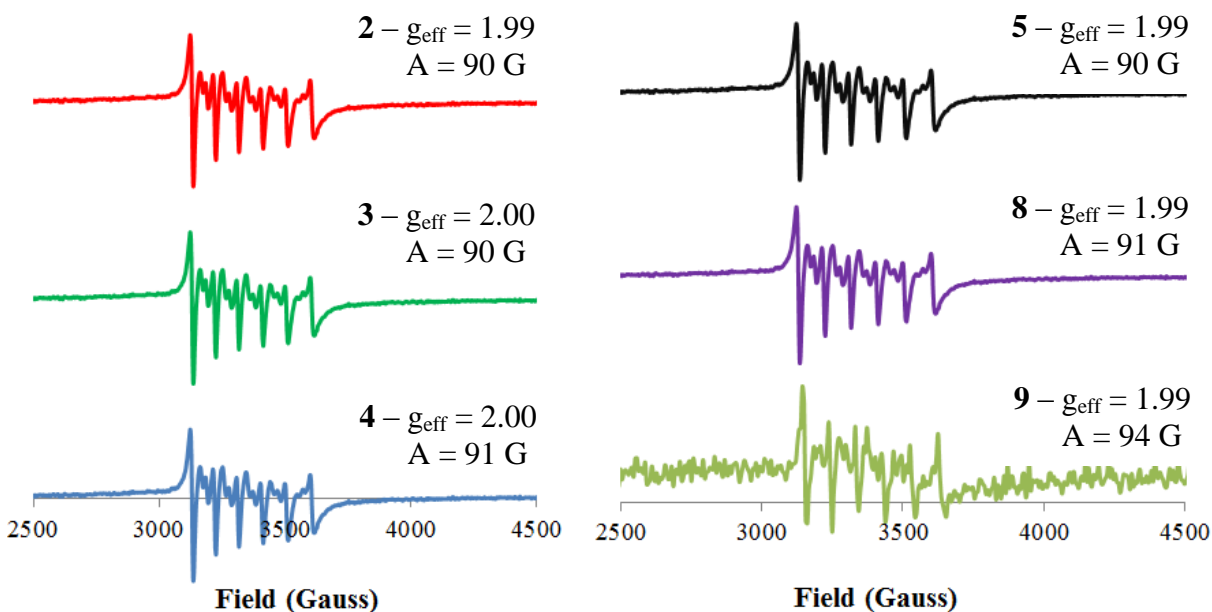 2 – geff = 1.99
A = 90 G
3 – geff = 2.00
A = 90 G
4 – geff = 2.00
A = 91 G
2500 3000 3500 4000 4500
Field (Gauss)
5 – geff = 1.99
A = 90 G
8 – geff = 1.99
A = 91 G
9 – geff = 1.99
A = 94 G
2500 3000 3500 4000 4500
Field (Gauss)